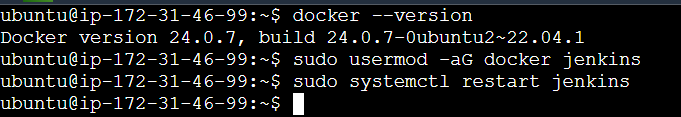 ubuntu@ip-172-31-46-99:~$ docker --version
Docker version 24.0.7, build 24.0.7-0ubuntu2~22.04.1
ubuntu@ip-172-31-46-99:~$ sudo usermod -aG docker jenkins
ubuntu@ip-172-31-46-99:~$ sudo systemctl restart jenkins
ubuntu@ip-172-31-46-99:~$